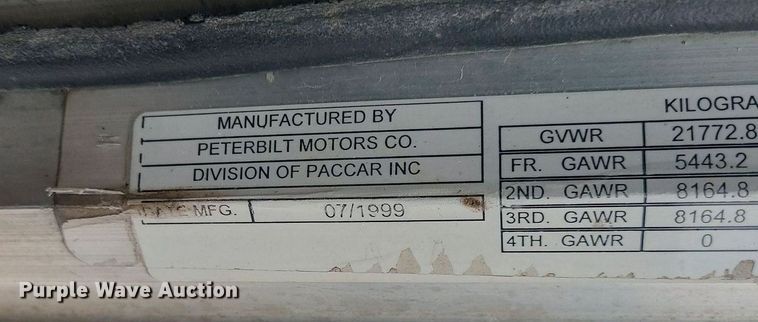 MANUFACTURED BY
PETERBILT MOTORS CO.
DIVISION OF PACCAR INC
DATE MFG. 07/1999
KILOGRA
GVWR 21772.8
FR. GAWR 5443.2
2ND. GAWR 8164.8
3RD. GAWR 8164.8
4TH. GAWR 0
Purple Wave Auction